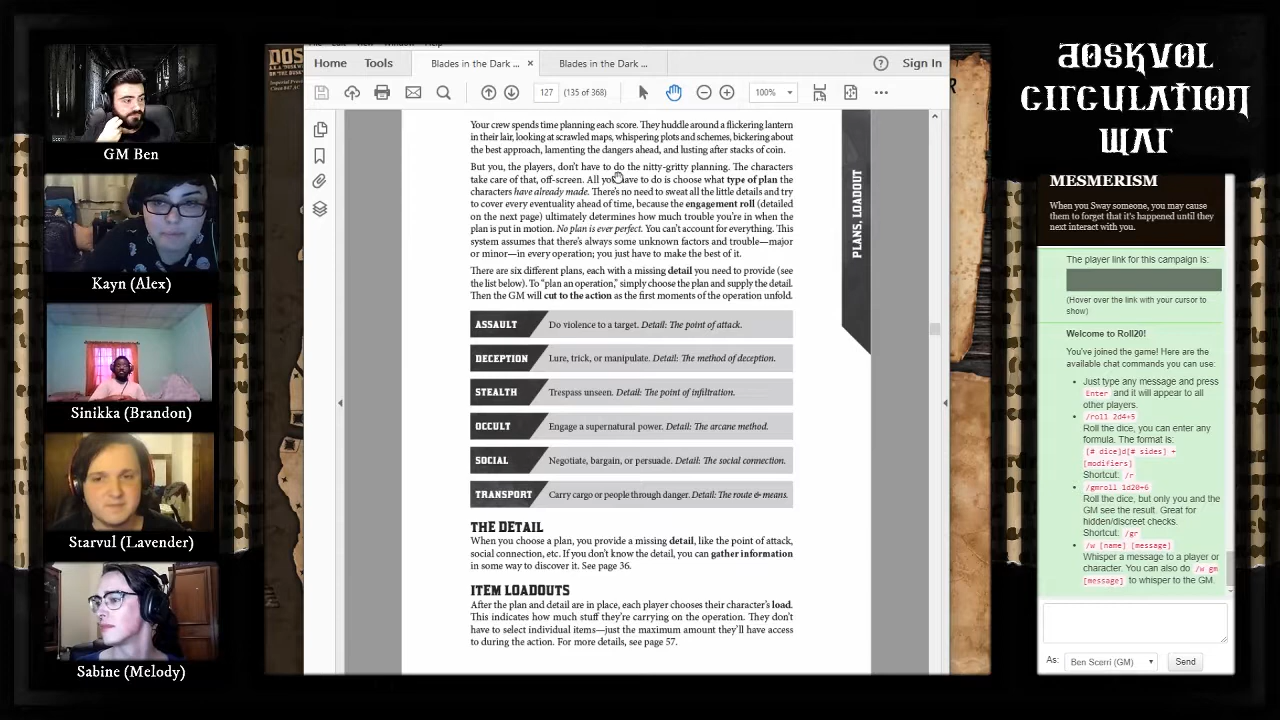 GM Ben
Kayn (Alex)
Sinikka (Brandon)
Starvul (Lavender)
Sabine (Melody)
DOS
Home
Tools
Blades in the Dark ...
×
Blades in the Dark ...
?
Sign In
127
(135 of 368)
100%
Your crew spends time planning each score. They huddle around a flickering lantern
in their lair, looking at scrawled maps, whispering plots and schemes, bickering about
the best approach, lamenting the dangers ahead, and lusting after stacks of coin.
But you, the players, don't have to do the nitty-gritty planning. The characters
take care of that, off-screen. All you have to do is choose what type of plan the
characters have already made. There's no need to sweat all the little details and try
to cover every eventuality ahead of time, because the engagement roll (detailed
on the next page) ultimately determines how much trouble you're in when the
plan is put in motion. No plan is ever perfect. You can't account for everything. This
system assumes that there's always some unknown factors and trouble—major
or minor—in every operation; you just have to make the best of it.
There are six different plans, each with a missing detail you need to provide (see
the list below). To “plan an operation,” simply choose the plan and supply the detail.
Then the GM will cut to the action as the first moments of the operation unfold.
ASSAULT Do violence to a target. Detail: The point of attack.
DECEPTION Lure, trick, or manipulate. Detail: The method of deception.
STEALTH Trespass unseen. Detail: The point of infiltration.
OCCULT Engage a supernatural power. Detail: The arcane method.
SOCIAL Negotiate, bargain, or persuade. Detail: The social connection.
TRANSPORT Carry cargo or people through danger. Detail: The route & means.
THE DETAIL
When you choose a plan, you provide a missing detail, like the point of attack,
social connection, etc. If you don't know the detail, you can gather information
in some way to discover it. See page 36.
ITEM LOADOUTS
After the plan and detail are in place, each player chooses their character's load.
This indicates how much stuff they're carrying on the operation. They don't
have to select individual items—just the maximum amount they'll have access
to during the action. For more details, see page 57.
PLANS, LOADOUT
DOSKVOL
CIRCULATION
WAR
MESMERISM
When you Sway someone, you may cause
them to forget that it's happened until they
next interact with you.
The player link for this campaign is:
(Hover over the link with your cursor to
show)
Welcome to Roll20!
You've joined the game! Here are the
available chat commands you can use:
• Just type any message and press
Enter and it will appear to all
other players.
• /roll 2d4+5
Roll the dice, you can enter any
formula. The format is:
[# dice]d[# sides] +
[modifiers]
Shortcut: /r
• /gmroll 1d20+6
Roll the dice, but only you and the
GM see the result. Great for
hidden/discreet checks.
Shortcut: /gr
• /w [name] [message]
Whisper a message to a player or
character. You can also do /w gm
[message] to whisper to the GM.
As:
Ben Scerri (GM)
Send